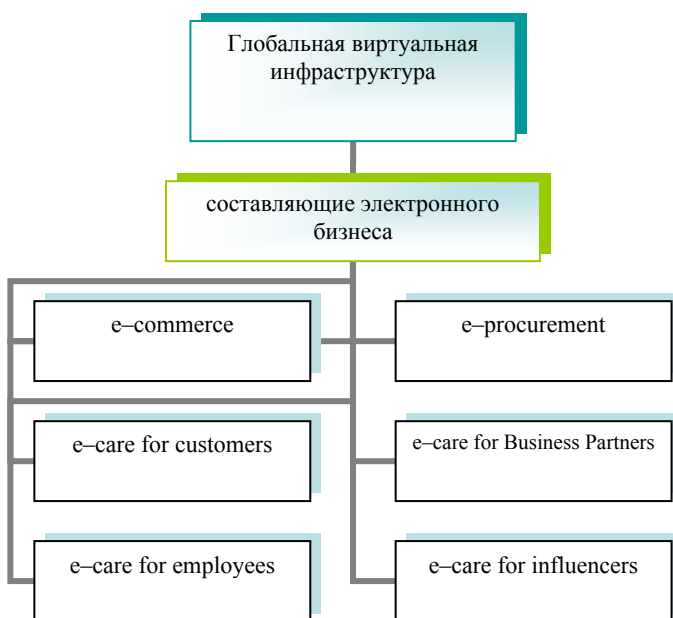 Глобальная виртуальная
инфраструктура
составляющие электронного
бизнеса
e–commerce
e–procurement
e–care for customers
e–care for Business Partners
e–care for employees
e–care for influencers